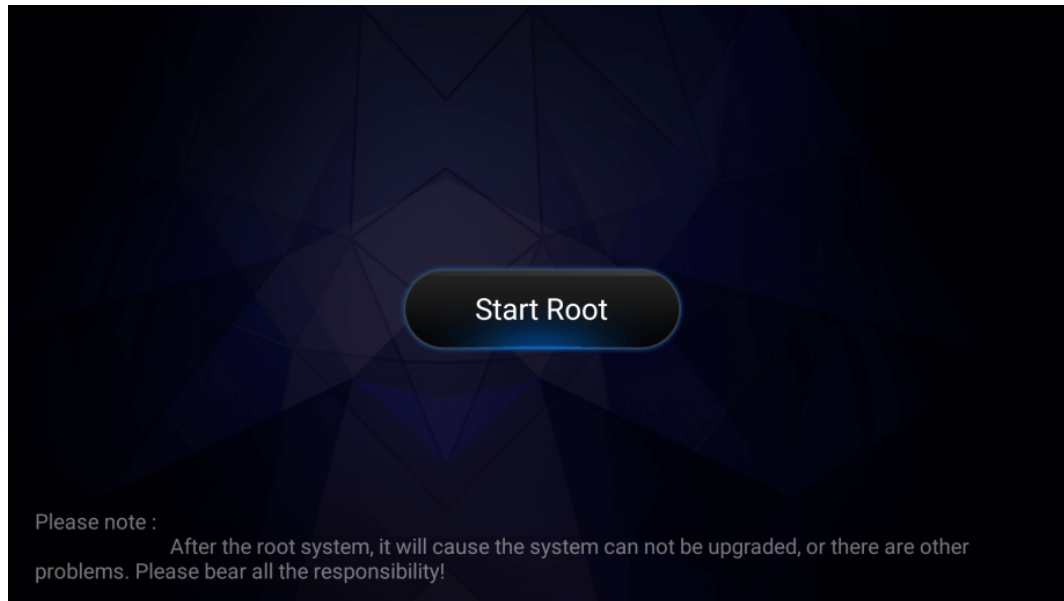 Start Root
Please note :
After the root system, it will cause the system can not be upgraded, or there are other
problems. Please bear all the responsibility!